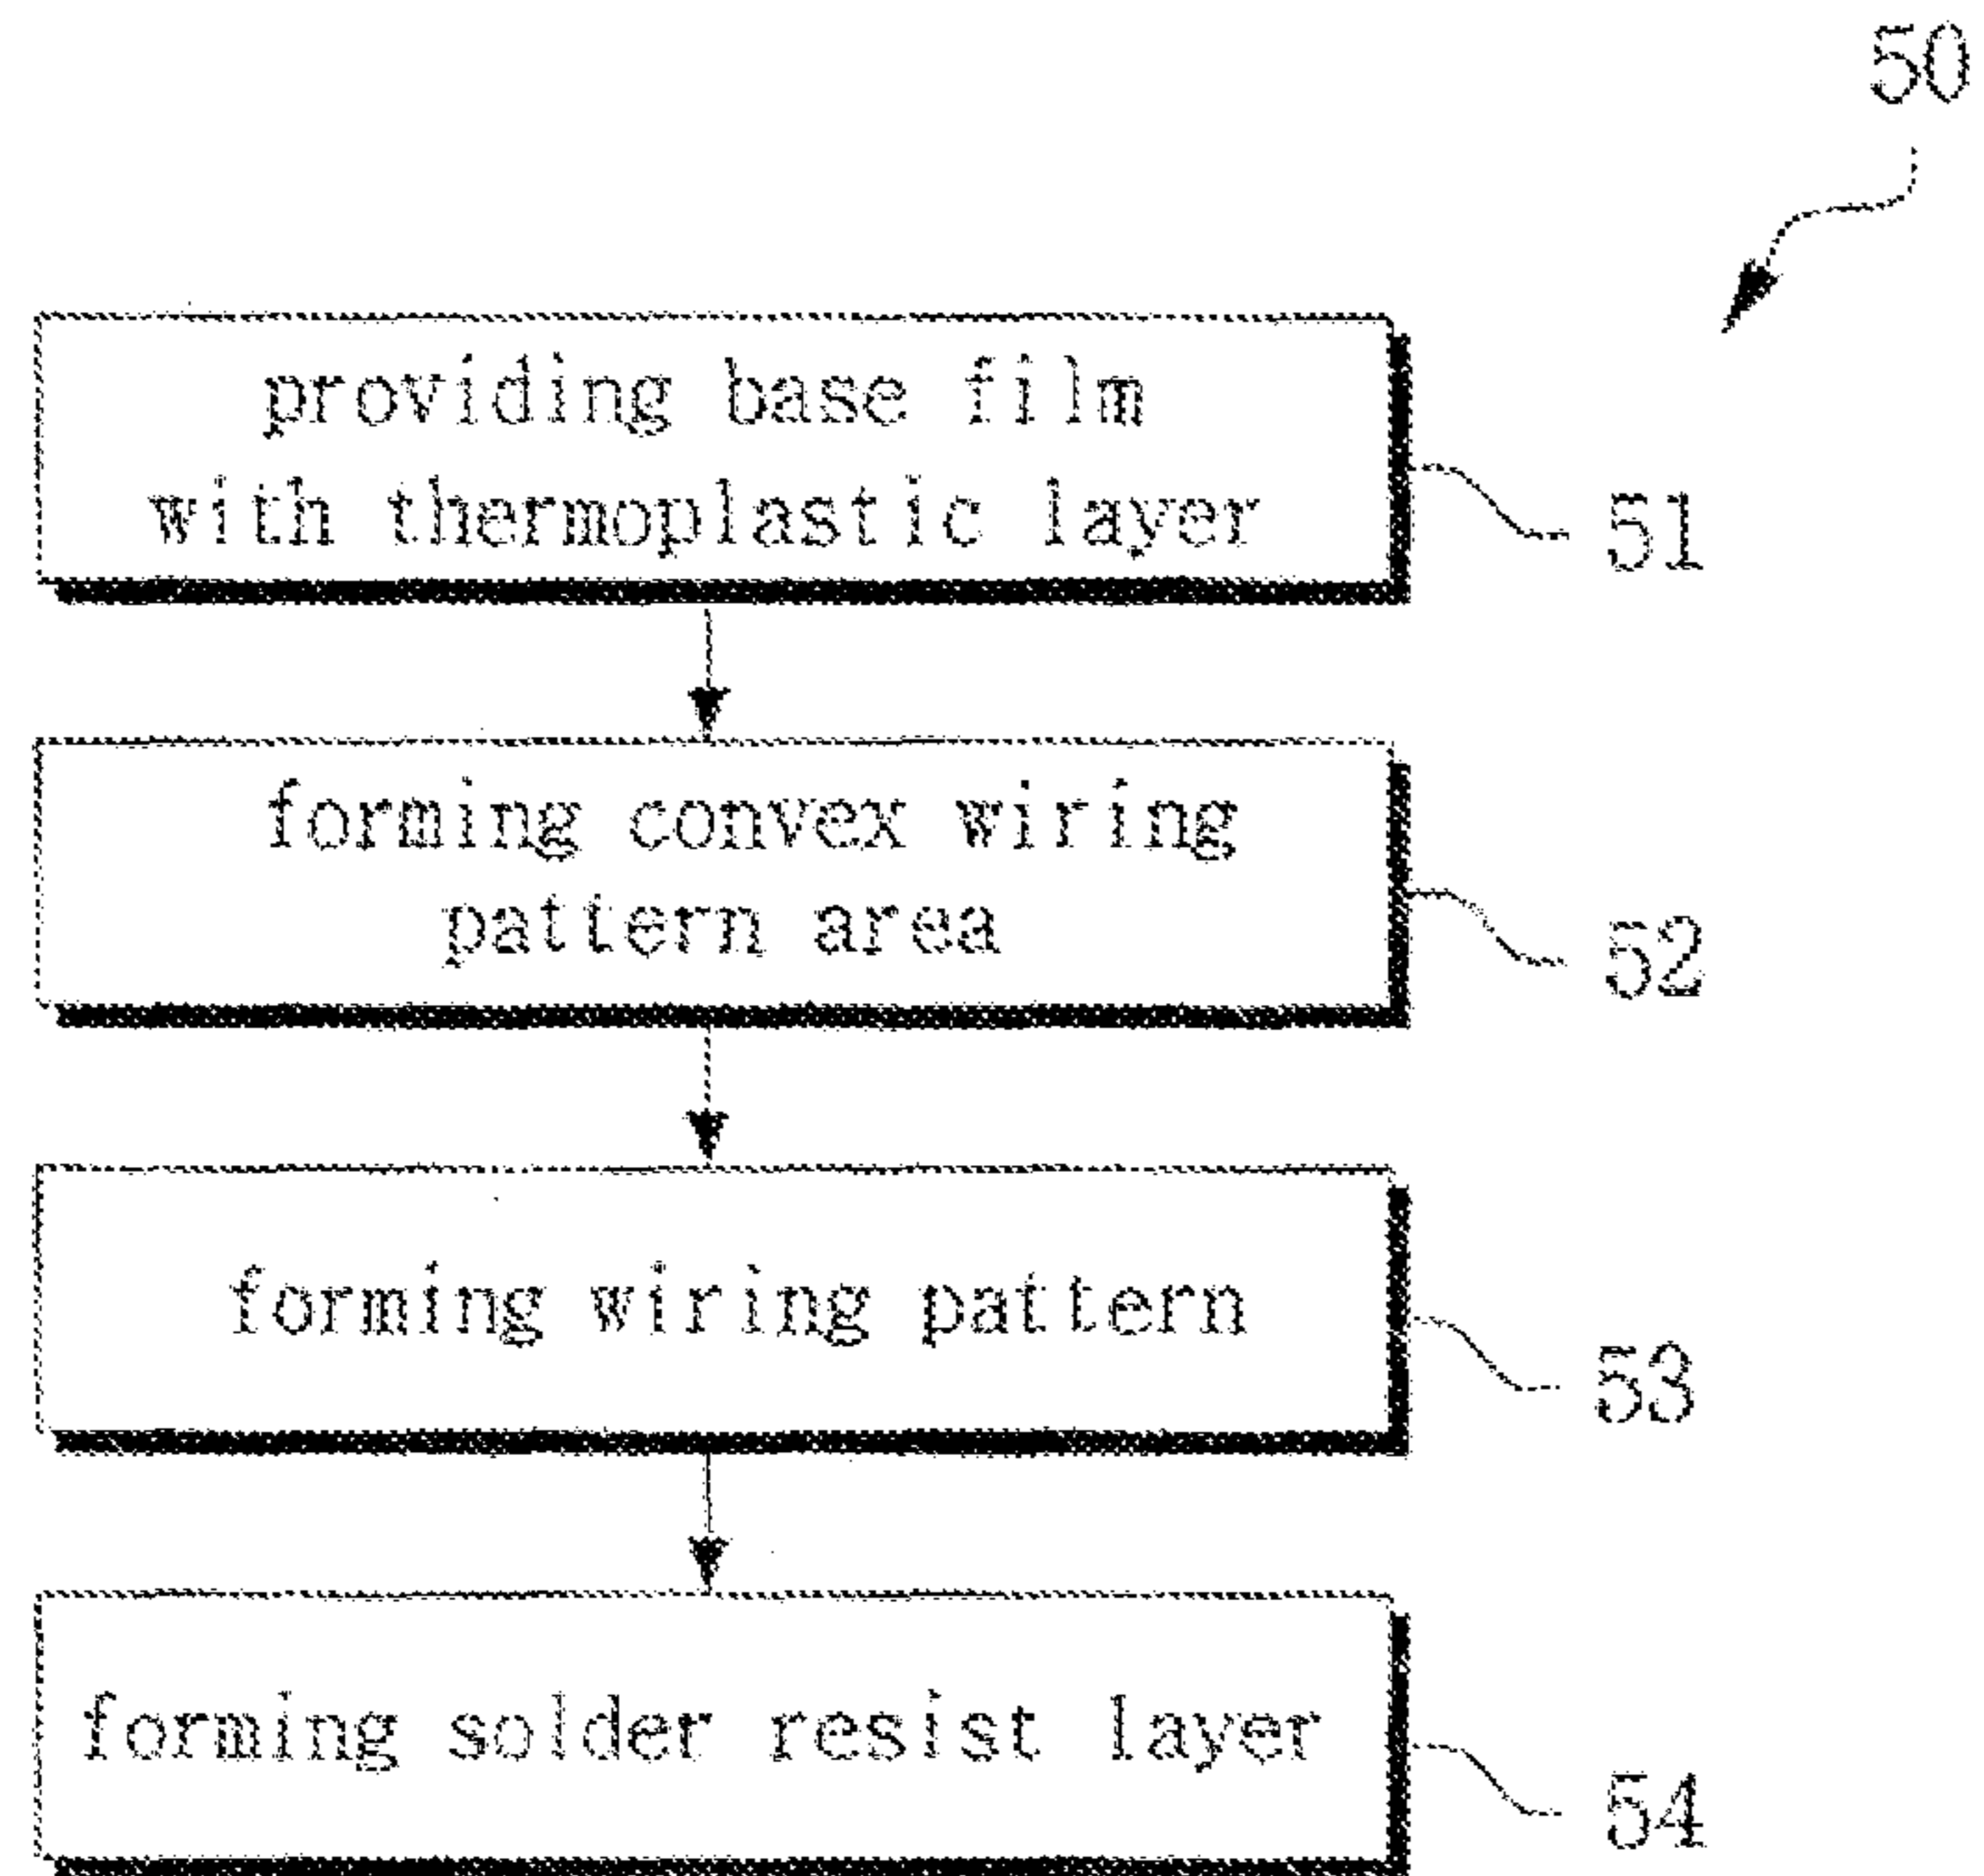 50
providing base film
with thermoplastic layer
51
forming convex wiring
pattern area
52
forming wiring pattern
53
forming solder resist layer
54